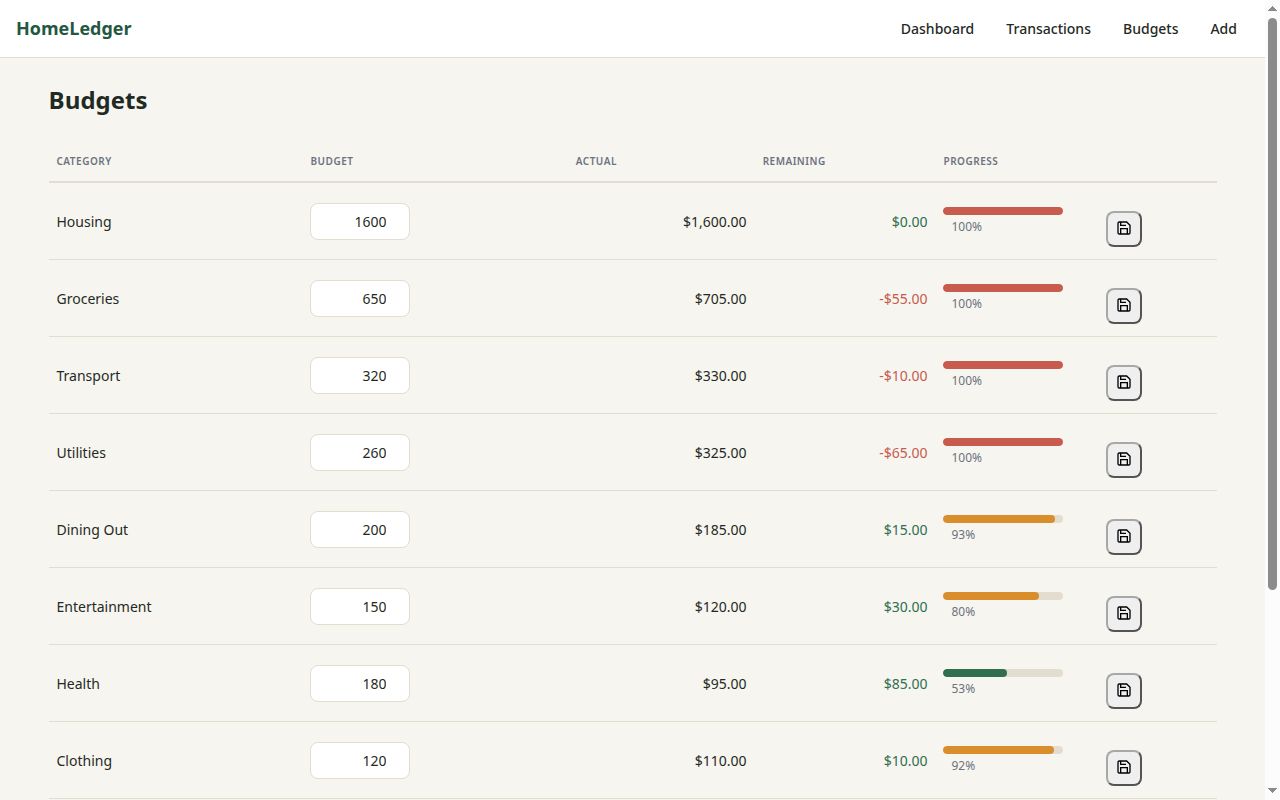 HomeLedger
Dashboard Transactions Budgets Add
Budgets
CATEGORY BUDGET ACTUAL REMAINING PROGRESS
Housing 1600 $1,600.00 $0.00 100%
Groceries 650 $705.00 -$55.00 100%
Transport 320 $330.00 -$10.00 100%
Utilities 260 $325.00 -$65.00 100%
Dining Out 200 $185.00 $15.00 93%
Entertainment 150 $120.00 $30.00 80%
Health 180 $95.00 $85.00 53%
Clothing 120 $110.00 $10.00 92%